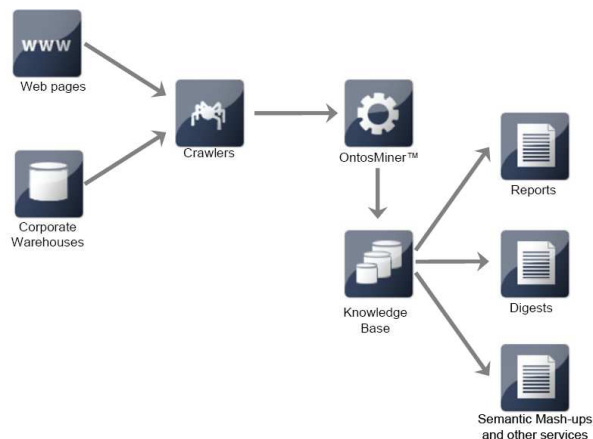 WWW
Web pages
Crawlers
OntosMiner™
Corporate
Warehouses
Reports
Knowledge
Base
Digests
Semantic Mash-ups
and other services